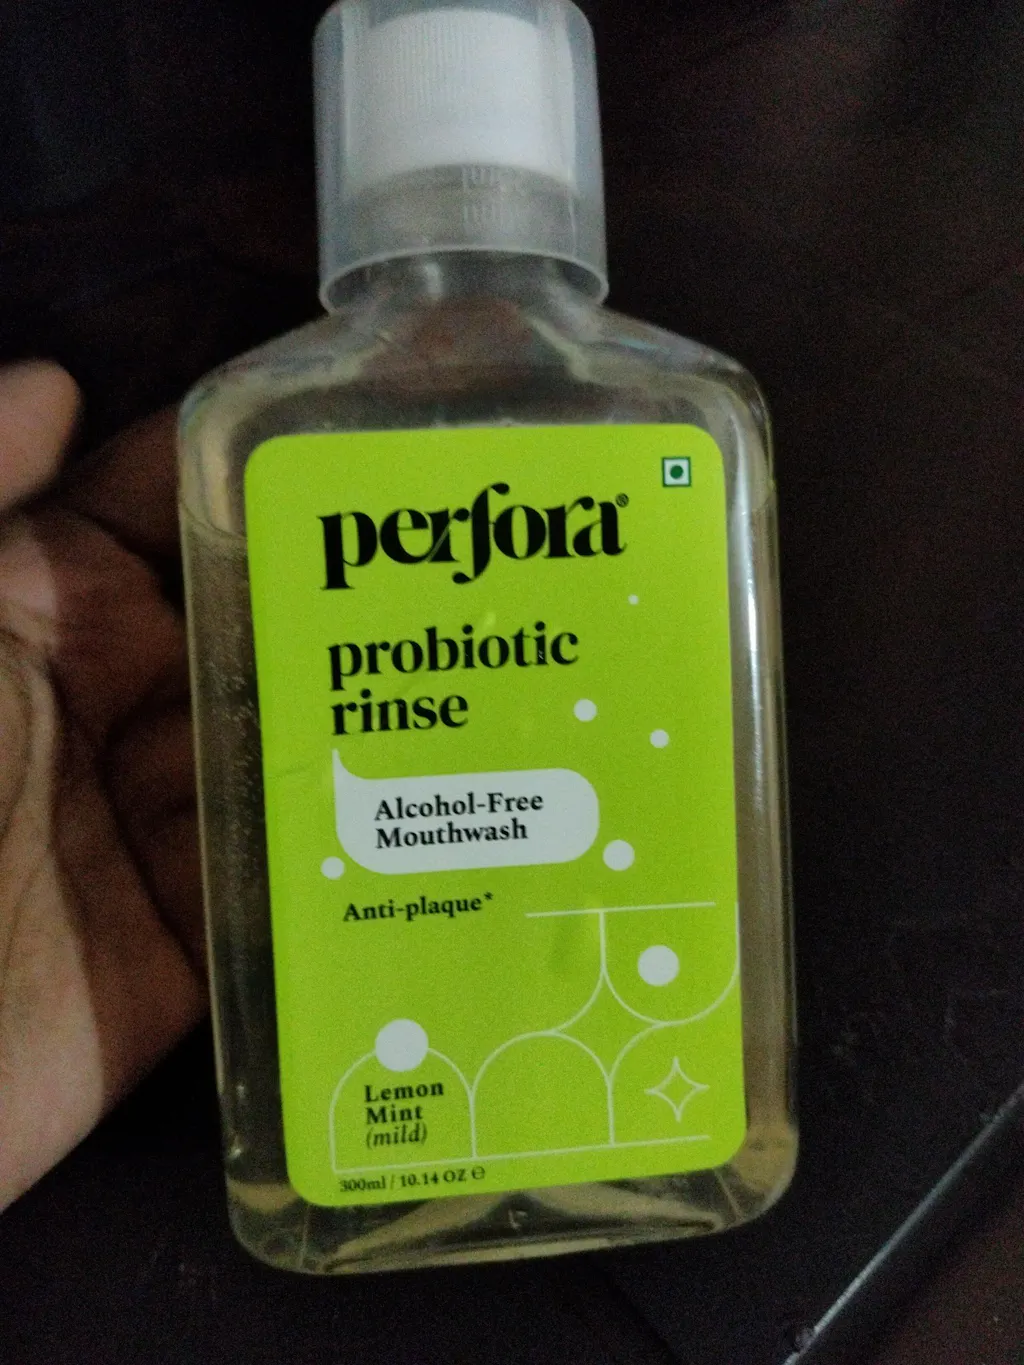 perfora®
probiotic
rinse
Alcohol-Free
Mouthwash
Anti-plaque*
Lemon
Mint
(mild)
300ml / 10.14 OZ ℮